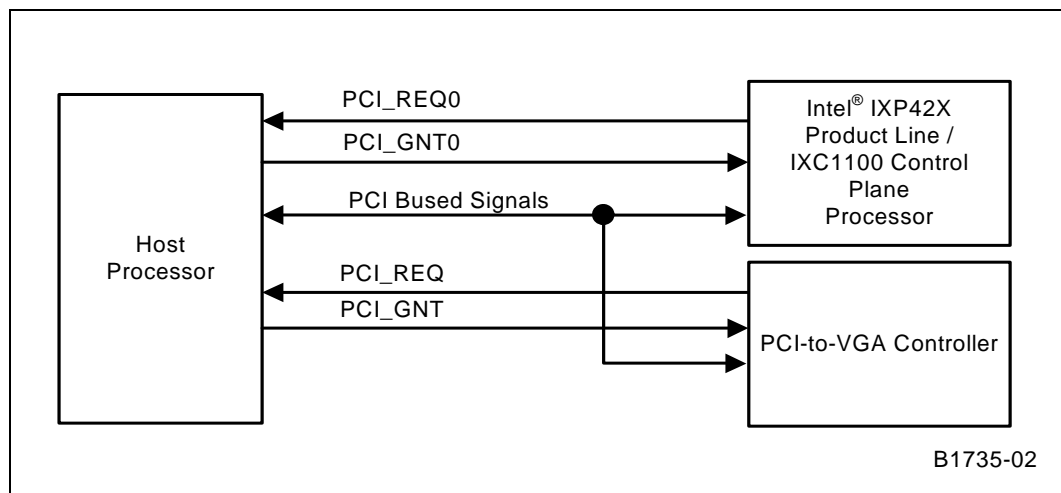 PCI_REQ0
PCI_GNT0
PCI Bused Signals
Host
Processor
PCI_REQ
PCI_GNT
Intel® IXP42X
Product Line /
IXC1100 Control
Plane
Processor
PCI-to-VGA Controller
B1735-02